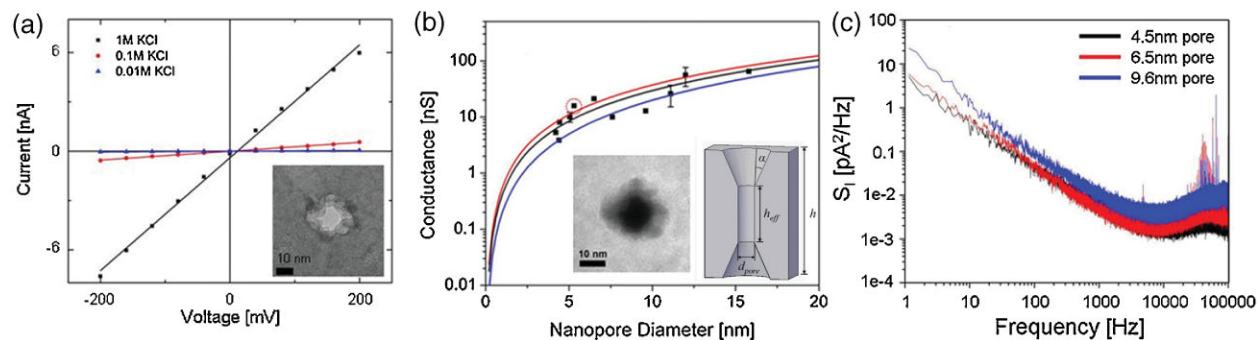 (a)
1M KCl
0.1M KCl
0.01M KCl
Current [nA]
6
0
-6
-200
0
200
Voltage [mV]
10 nm
(b)
Conductance [nS]
100
10
1
0.1
0.01
0
5
10
15
20
Nanopore Diameter [nm]
10 nm
α
h_eff
h
d_pore
(c)
4.5nm pore
6.5nm pore
9.6nm pore
S_I [pA²/Hz]
100
10
1
0.1
1e-2
1e-3
1e-4
1
10
100
1000
10000
100000
Frequency [Hz]